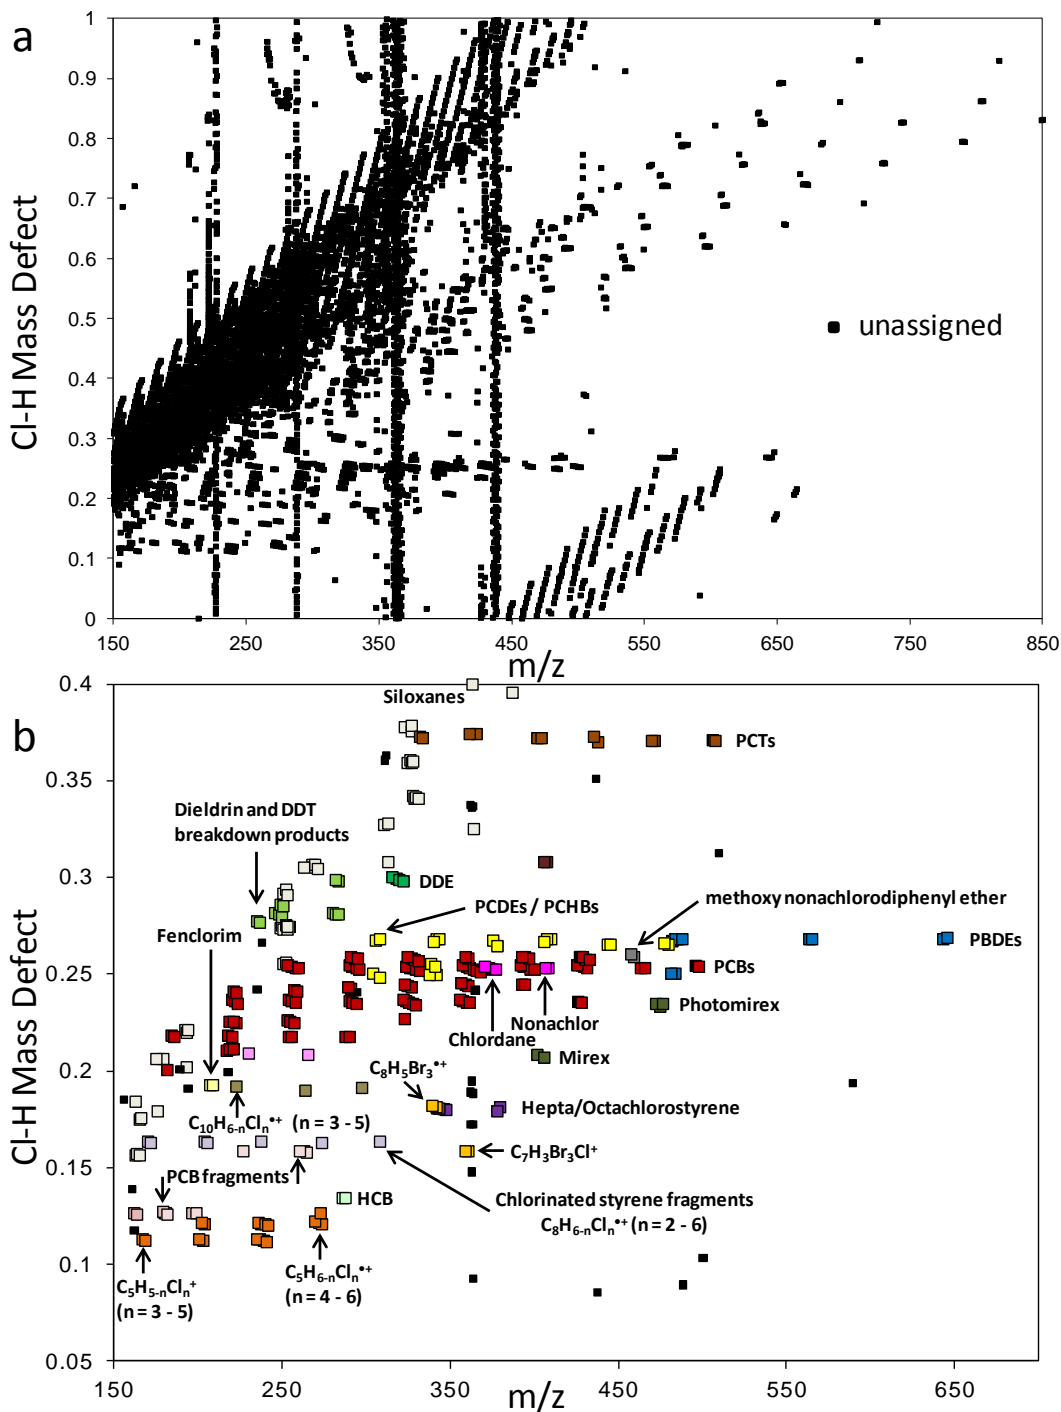 a
1
0.9
0.8
0.7
0.6
0.5
0.4
0.3
0.2
0.1
0
Cl-H Mass Defect
unassigned
150 250 350 450 550 650 750 850
m/z
b
0.4
0.35
0.3
0.25
0.2
0.15
0.1
0.05
Cl-H Mass Defect
Siloxanes
PCTs
Dieldrin and DDT
breakdown products
DDE
PCDEs / PCHBs
methoxy nonachlorodiphenyl ether
Fenclorim
PBDEs
PCBs
Chlordane
Nonachlor
Photomirex
Mirex
C₈H₅Br₃•⁺
C₁₀H₆₋ₙClₙ•⁺ (n = 3 - 5)
Hepta/Octachlorostyrene
C₇H₃Br₃Cl⁺
PCB fragments
HCB
Chlorinated styrene fragments
C₈H₆₋ₙClₙ•⁺ (n = 2 - 6)
C₅H₅₋ₙClₙ⁺
(n = 3 - 5)
C₅H₆₋ₙClₙ•⁺
(n = 4 - 6)
150 250 350 450 550 650
m/z